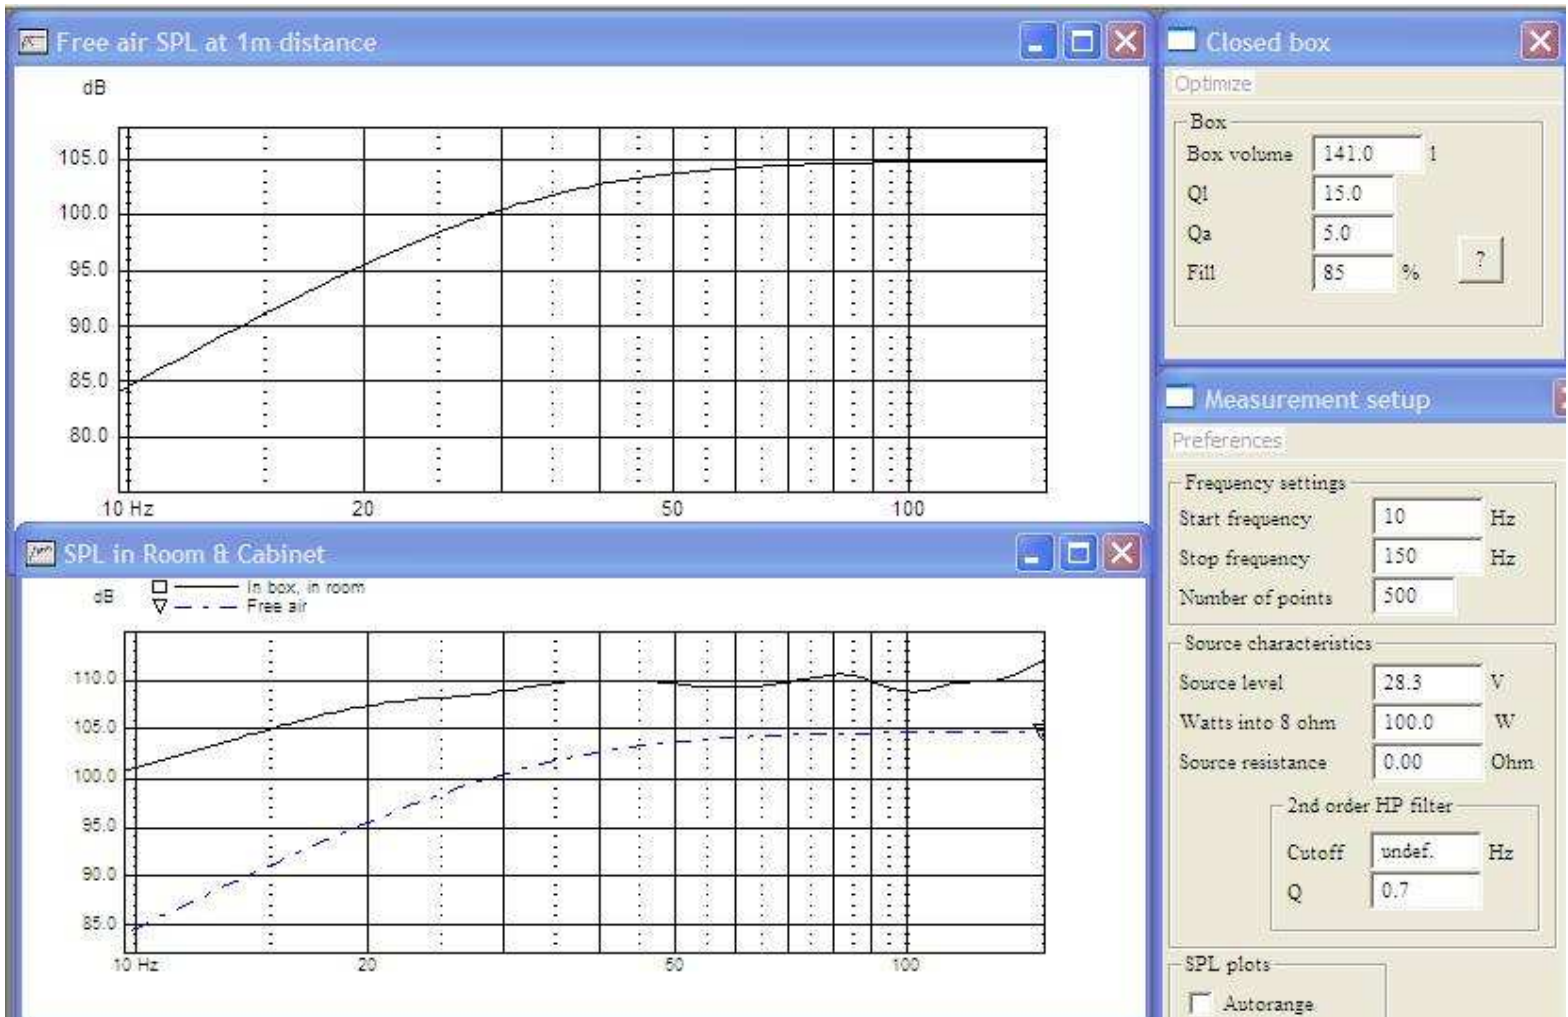 Free air SPL at 1m distance
dB
105.0
100.0
95.0
90.0
85.0
80.0
10 Hz 20 50 100
SPL in Room & Cabinet
In box, in room
Free air
dB
110.0
105.0
100.0
95.0
90.0
85.0
10 Hz 20 50 100
Closed box
Optimize
Box
Box volume 141.0 l
Ql 15.0
Qa 5.0
Fill 85 %
?
Measurement setup
Preferences
Frequency settings
Start frequency 10 Hz
Stop frequency 150 Hz
Number of points 500
Source characteristics
Source level 28.3 V
Watts into 8 ohm 100.0 W
Source resistance 0.00 Ohm
2nd order HP filter
Cutoff undef. Hz
Q 0.7
SPL plots
Autorange